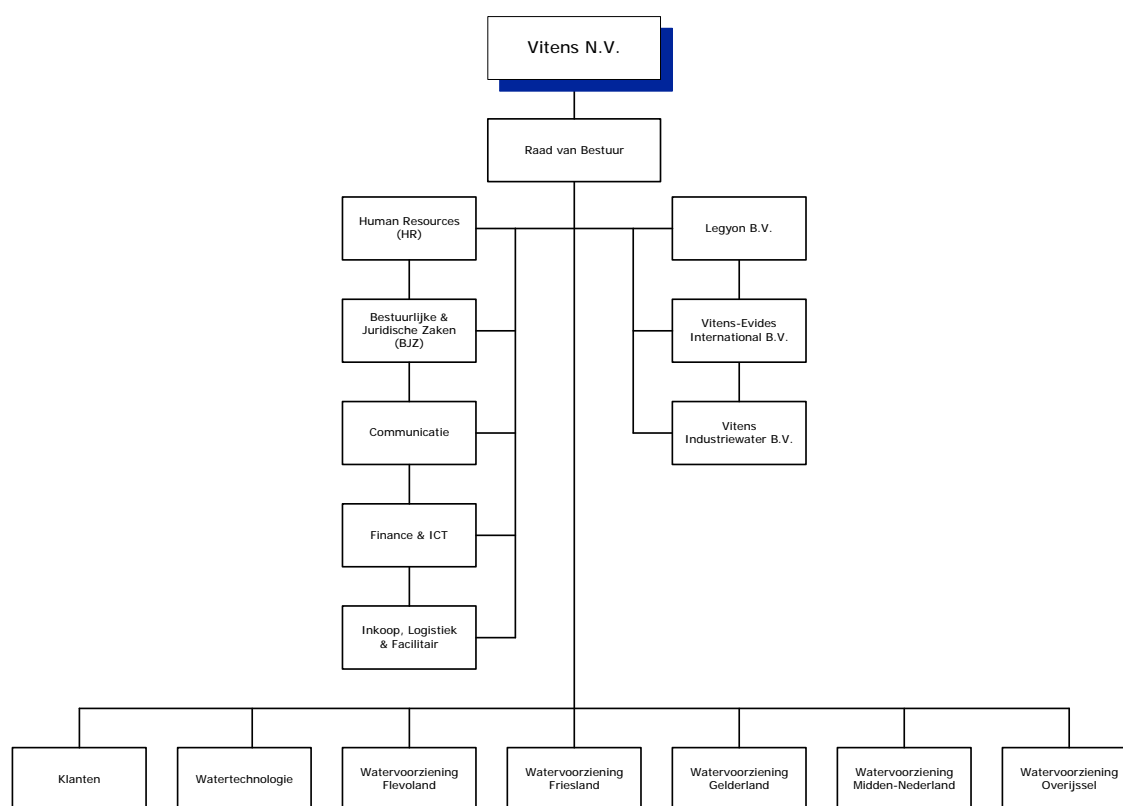 Vitens N.V.
Raad van Bestuur
Human Resources
(HR)
Legyon B.V.
Bestuurlijke &
Juridische Zaken
(BJZ)
Vitens-Evides
International B.V.
Communicatie
Vitens
Industriewater B.V.
Finance & ICT
Inkoop, Logistiek
& Facilitair
Klanten
Watertechnologie
Watervoorziening
Flevoland
Watervoorziening
Friesland
Watervoorziening
Gelderland
Watervoorziening
Midden-Nederland
Watervoorziening
Overijssel